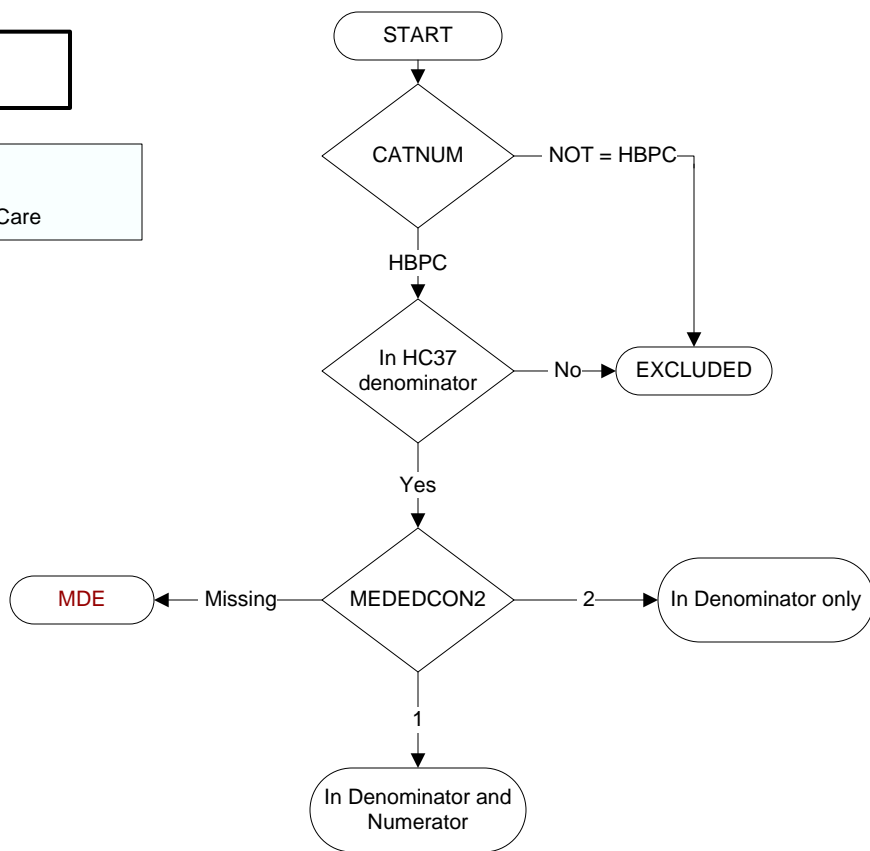 START
CATNUM
NOT = HBPC
Care
HBPC
In HC37
denominator
No
EXCLUDED
Yes
MDE
Missing
MEDEDCON2
2
In Denominator only
1
In Denominator and
Numerator